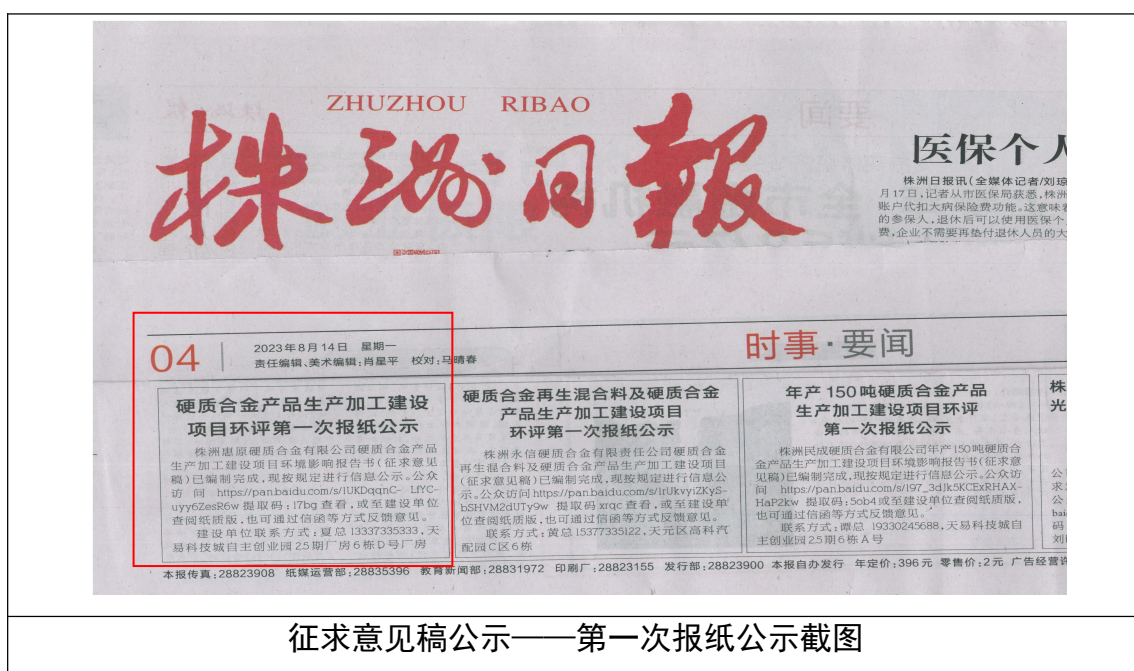 ZHUZHOU RIBAO
株洲日報
医保个人
株洲日报讯(全媒体记者/刘琼
月17日,记者从市医保局获悉,株洲
账户代扣大病保险费功能。这意味着
的参保人,退休后可以使用医保个
费,企业不需要再垫付退休人员的大
04
2023年8月14日 星期一
责任编辑、美术编辑:肖星平 校对:马晴春
时事·要闻
硬质合金产品生产加工建设
项目环评第一次报纸公示
株洲惠原硬质合金有限公司硬质合金产品
生产加工建设项目环境影响报告书(征求意见
稿)已编制完成,现按规定进行信息公示。公众
访问 https://pan.baidu.com/s/1UKDqqnC- LfYC-
uyy6ZesR6w 提取码:17bg 查看,或至建设单位
查阅纸质版,也可通过信函等方式反馈意见。
建设单位联系方式:夏总 13337335333,天
易科技城自主创业园2.5期厂房6栋D号厂房
硬质合金再生混合料及硬质合金
产品生产加工建设项目
环评第一次报纸公示
株洲永信硬质合金有限责任公司硬质合金
再生混合料及硬质合金产品生产加工建设项目
(征求意见稿)已编制完成,现按规定进行信息公
示。公众访问 https://pan.baidu.com/s/1rUkvyiZKyS-
bSHVM2dUTy9w 提取码 xrqc 查看,或至建设单
位查阅纸质版,也可通过信函等方式反馈意见。
联系方式:黄总 15377335122,天元区高科汽
配园C区6栋
年产150吨硬质合金产品
生产加工建设项目环评
第一次报纸公示
株洲民成硬质合金有限公司年产150吨硬质合
金产品生产加工建设项目环境影响报告书(征求意
见稿)已编制完成,现按规定进行信息公示。公众访
问 https://pan.baidu.com/s/197_3dJk5KCExRHAX-
HaP2kw 提取码:5ob4 查看或至建设单位查阅纸质版,
也可通过信函等方式反馈意见。
联系方式:谭总 19330245688,天易科技城自
主创业园2.5期6栋A号
株
光
公
求
公
bai
码
刘
本报传真:28823908 纸媒运营部:28835396 教育新闻部:28831972 印刷厂:28823155 发行部:28823900 本报自办发行 年定价:396元 零售价:2元 广告经营许
征求意见稿公示——第一次报纸公示截图